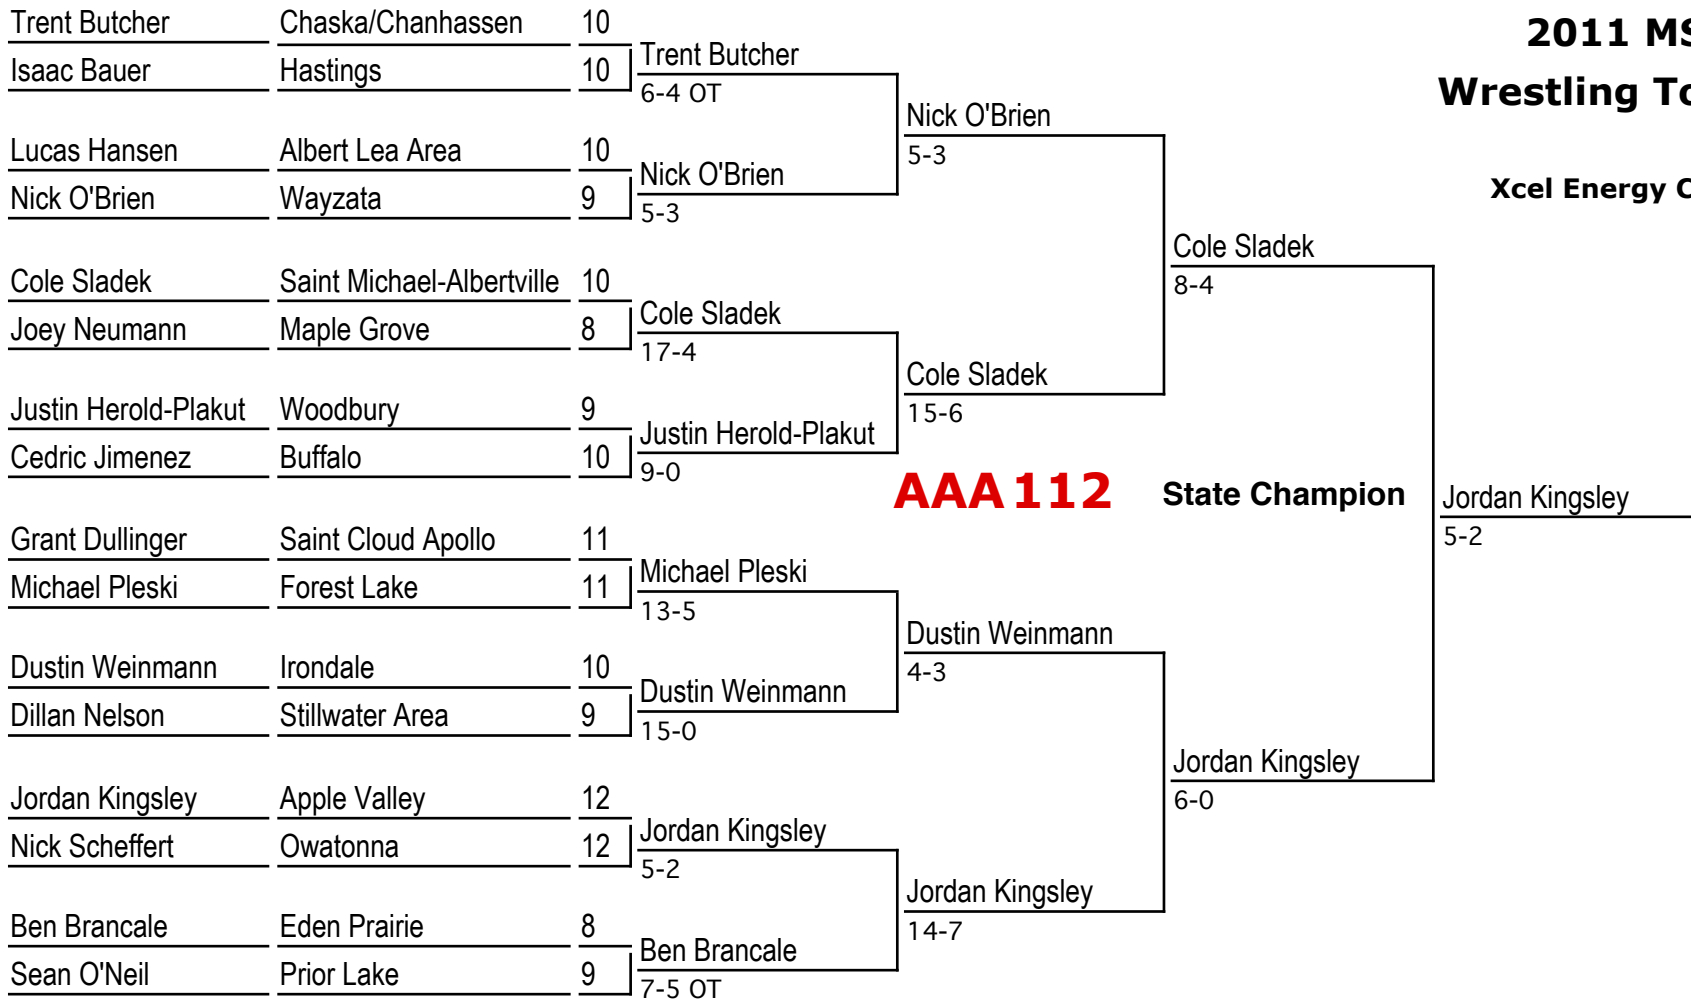 Trent Butcher Chaska/Chanhassen 10
Isaac Bauer Hastings 10
Trent Butcher
6-4 OT
Lucas Hansen Albert Lea Area 10
Nick O'Brien Wayzata 9
Nick O'Brien
5-3
Nick O'Brien
5-3
Cole Sladek Saint Michael-Albertville 10
Joey Neumann Maple Grove 8
Cole Sladek
17-4
Justin Herold-Plakut Woodbury 9
Cedric Jimenez Buffalo 10
Justin Herold-Plakut
9-0
Cole Sladek
15-6
Cole Sladek
8-4
Grant Dullinger Saint Cloud Apollo 11
Michael Pleski Forest Lake 11
Michael Pleski
13-5
Dustin Weinmann Irondale 10
Dillan Nelson Stillwater Area 9
Dustin Weinmann
15-0
Dustin Weinmann
4-3
Jordan Kingsley Apple Valley 12
Nick Scheffert Owatonna 12
Jordan Kingsley
5-2
Ben Brancale Eden Prairie 8
Sean O'Neil Prior Lake 9
Ben Brancale
7-5 OT
Jordan Kingsley
14-7
Jordan Kingsley
6-0
AAA 112 State Champion
Jordan Kingsley
5-2
2011 MS
Wrestling To
Xcel Energy C